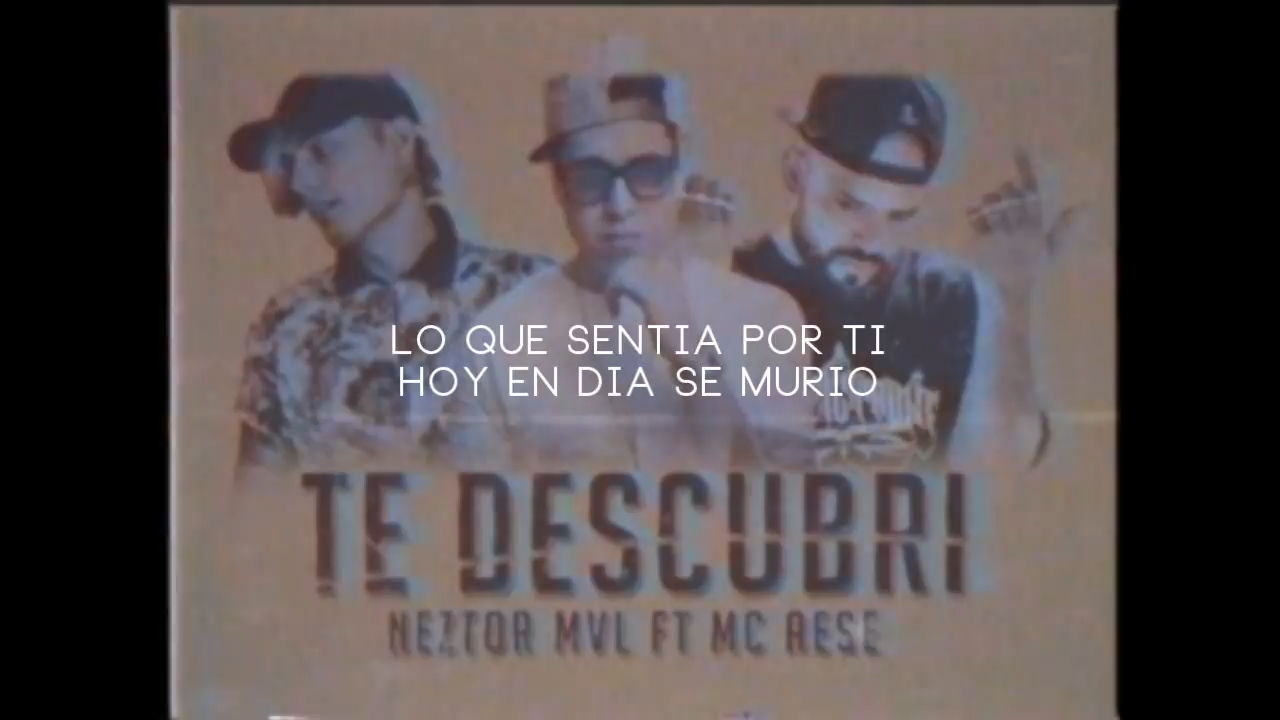 LO QUE SENTIA POR TI
HOY EN DIA SE MURIO
TE DESCUBRI
NEZTOR MVL FT MC AESE